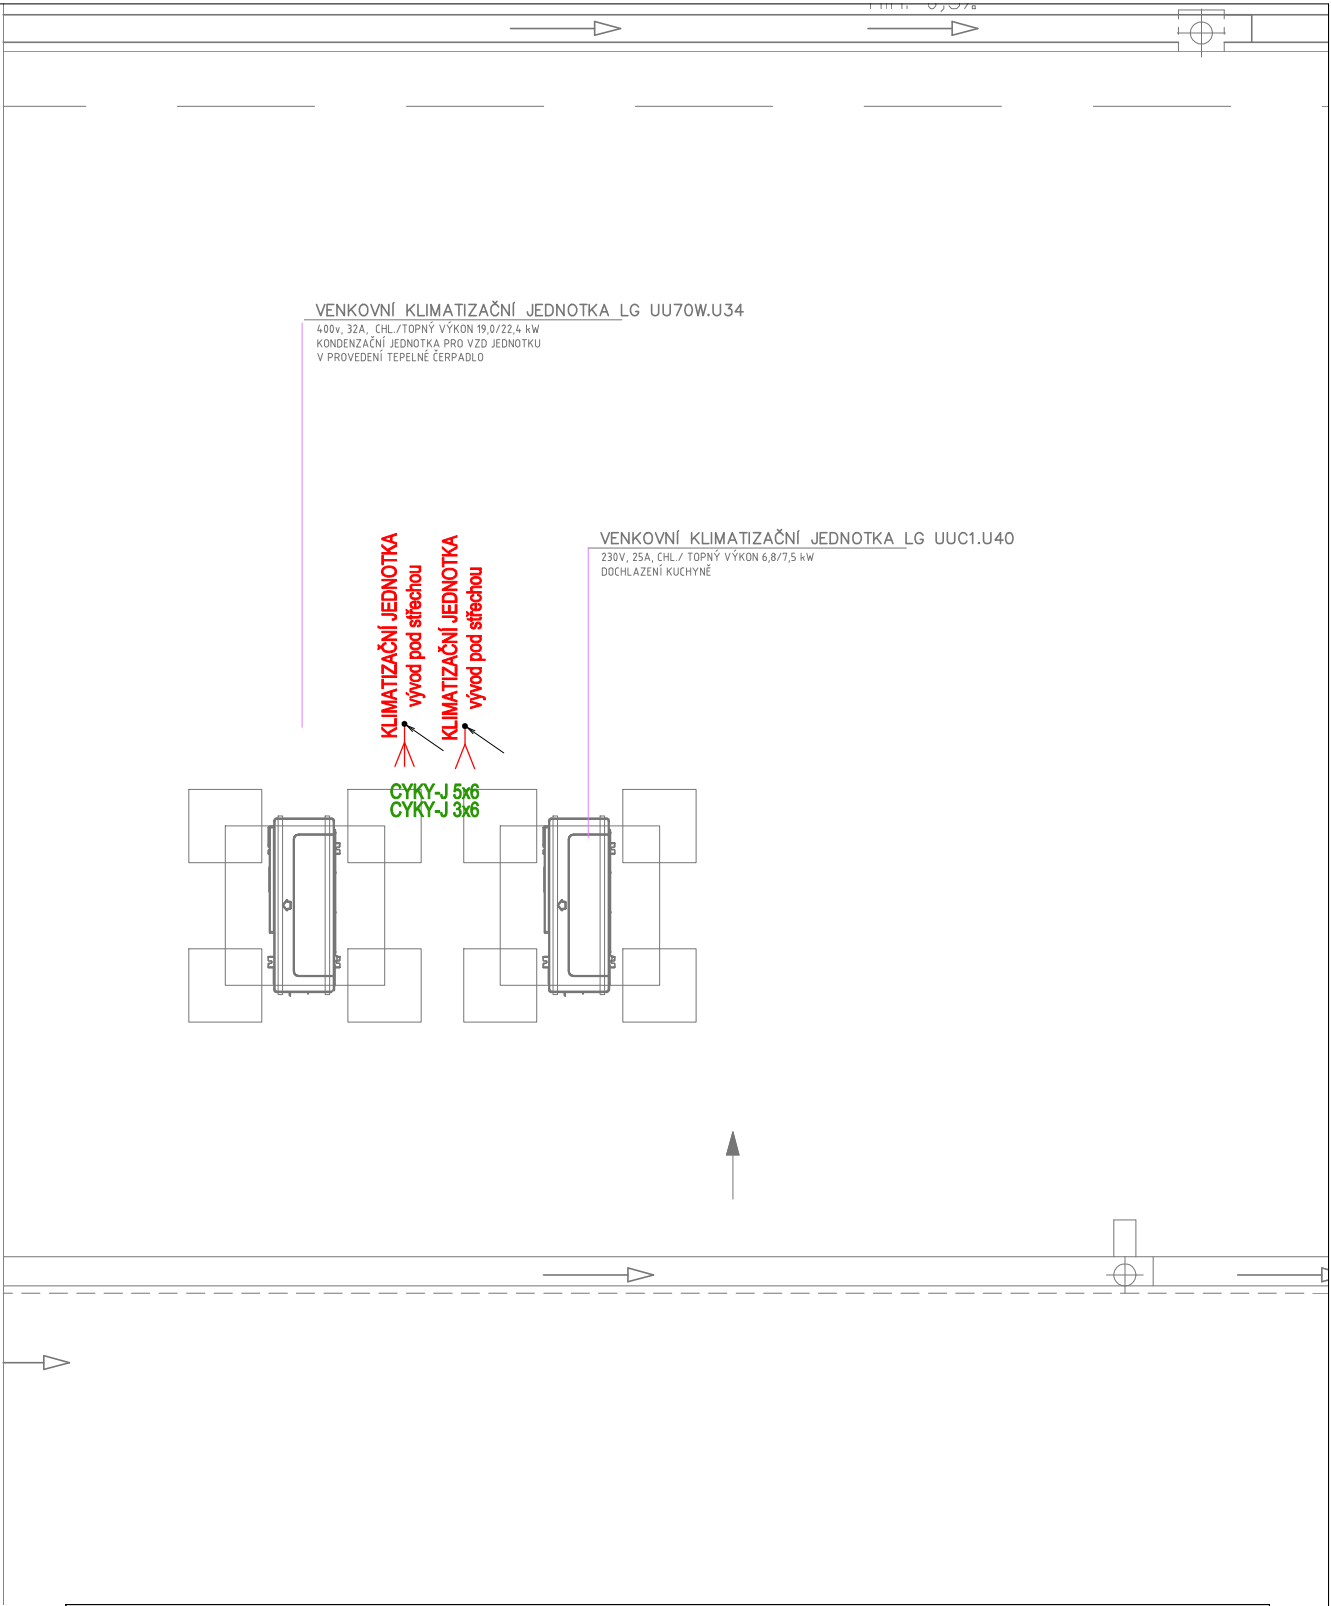 VENKOVNÍ KLIMATIZAČNÍ JEDNOTKA LG UU70W.U34
400v, 32A, CHL./TOPNÝ VÝKON 19,0/22,4 kW
KONDENZAČNÍ JEDNOTKA PRO VZD JEDNOTKU
V PROVEDENÍ TEPELNÉ ČERPADLO
VENKOVNÍ KLIMATIZAČNÍ JEDNOTKA LG UUC1.U40
230V, 25A, CHL./ TOPNÝ VÝKON 6,8/7,5 kW
DOCHLAZENÍ KUCHYNĚ
KLIMATIZAČNÍ JEDNOTKA
vývod pod střechou
KLIMATIZAČNÍ JEDNOTKA
vývod pod střechou
CYKY-J 5x6
CYKY-J 3x6